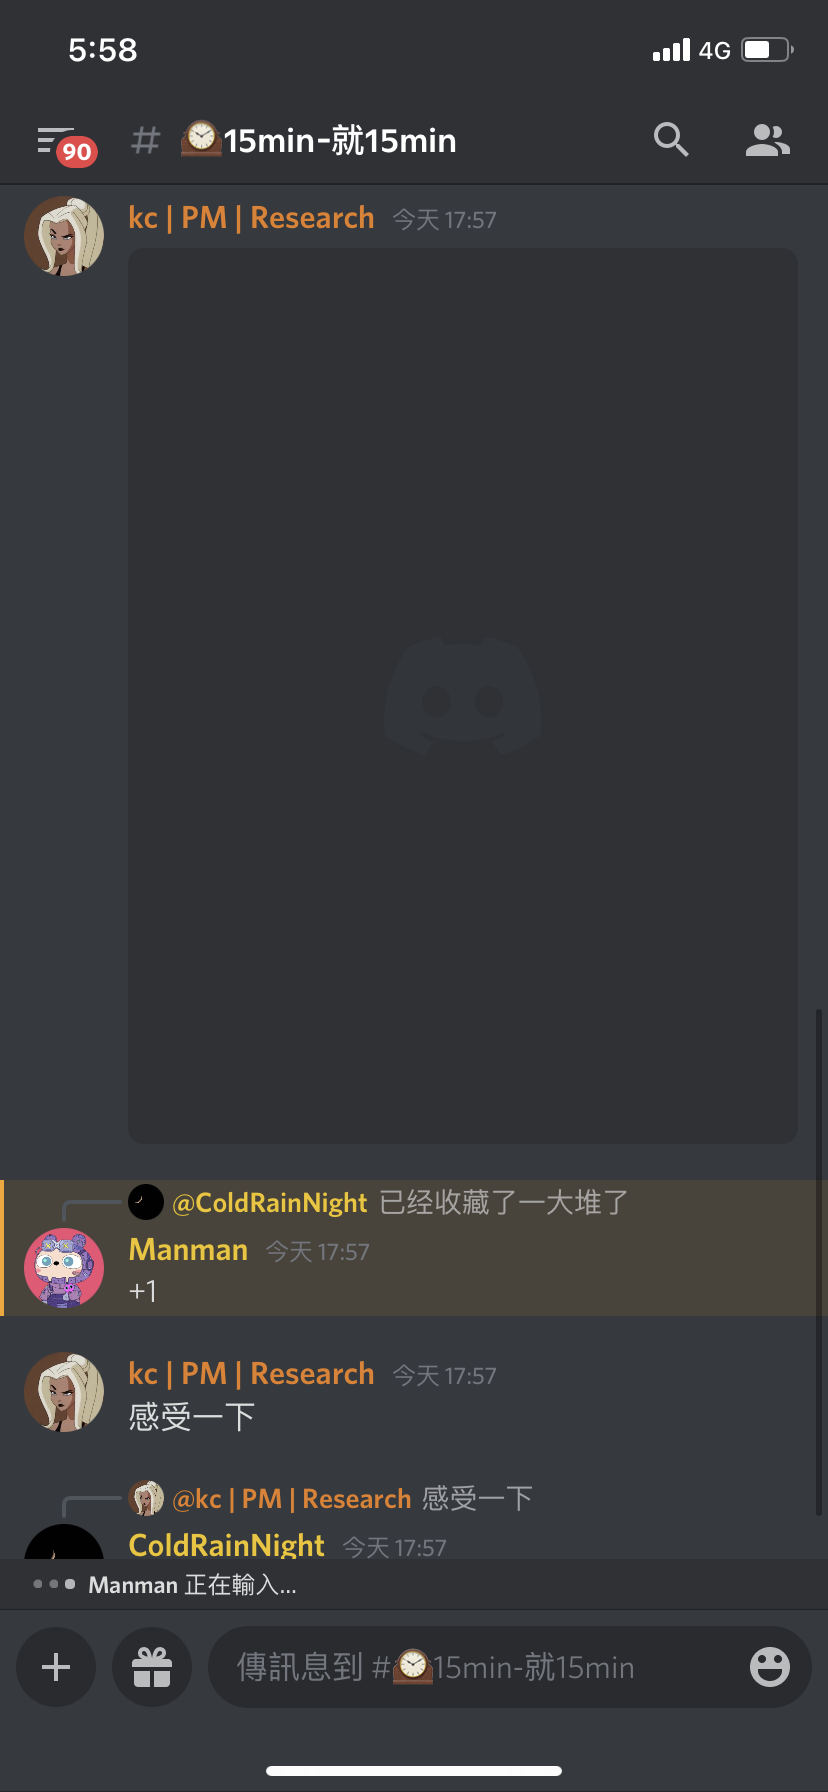 5:58 4G
90 # 🕰️15min-就15min
kc | PM | Research 今天 17:57
@ColdRainNight 已经收藏了一大堆了
Manman 今天 17:57
+1
kc | PM | Research 今天 17:57
感受一下
@kc | PM | Research 感受一下
ColdRainNight 今天 17:57
Manman 正在輸入...
傳訊息到 #🕰️15min-就15min